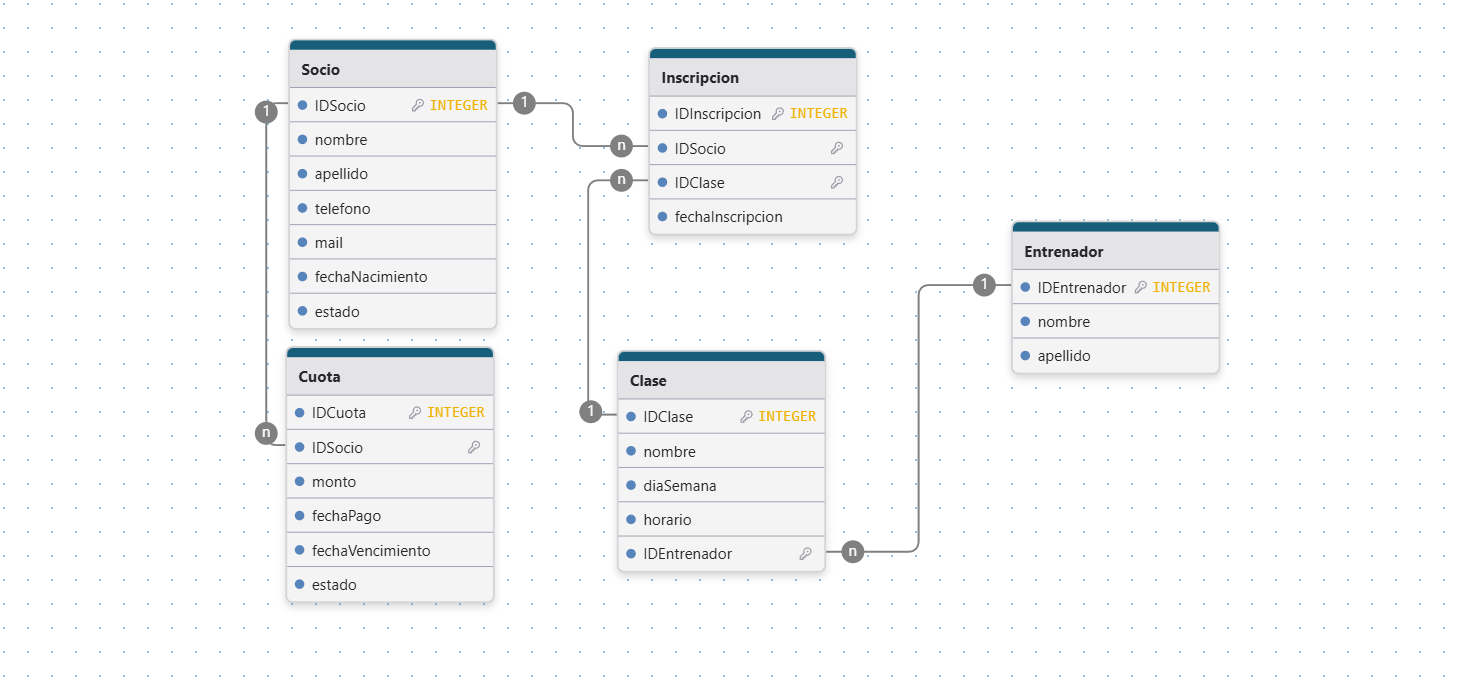 Socio
IDSocio INTEGER
nombre
apellido
telefono
mail
fechaNacimiento
estado
1
1
n
Cuota
IDCuota INTEGER
IDSocio
monto
fechaPago
fechaVencimiento
estado
Inscripcion
IDInscripcion INTEGER
IDSocio
IDClase
fechaInscripcion
n
n
1
Clase
IDClase INTEGER
nombre
diaSemana
horario
IDEntrenador
n
1
Entrenador
IDEntrenador INTEGER
nombre
apellido